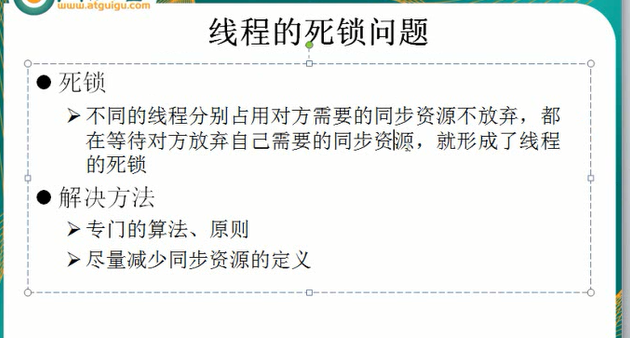 www.atguigu.com
线程的死锁问题
死锁
不同的线程分别占用对方需要的同步资源不放弃，都
在等待对方放弃自己需要的同步资源，就形成了线程
的死锁
解决方法
专门的算法、原则
尽量减少同步资源的定义